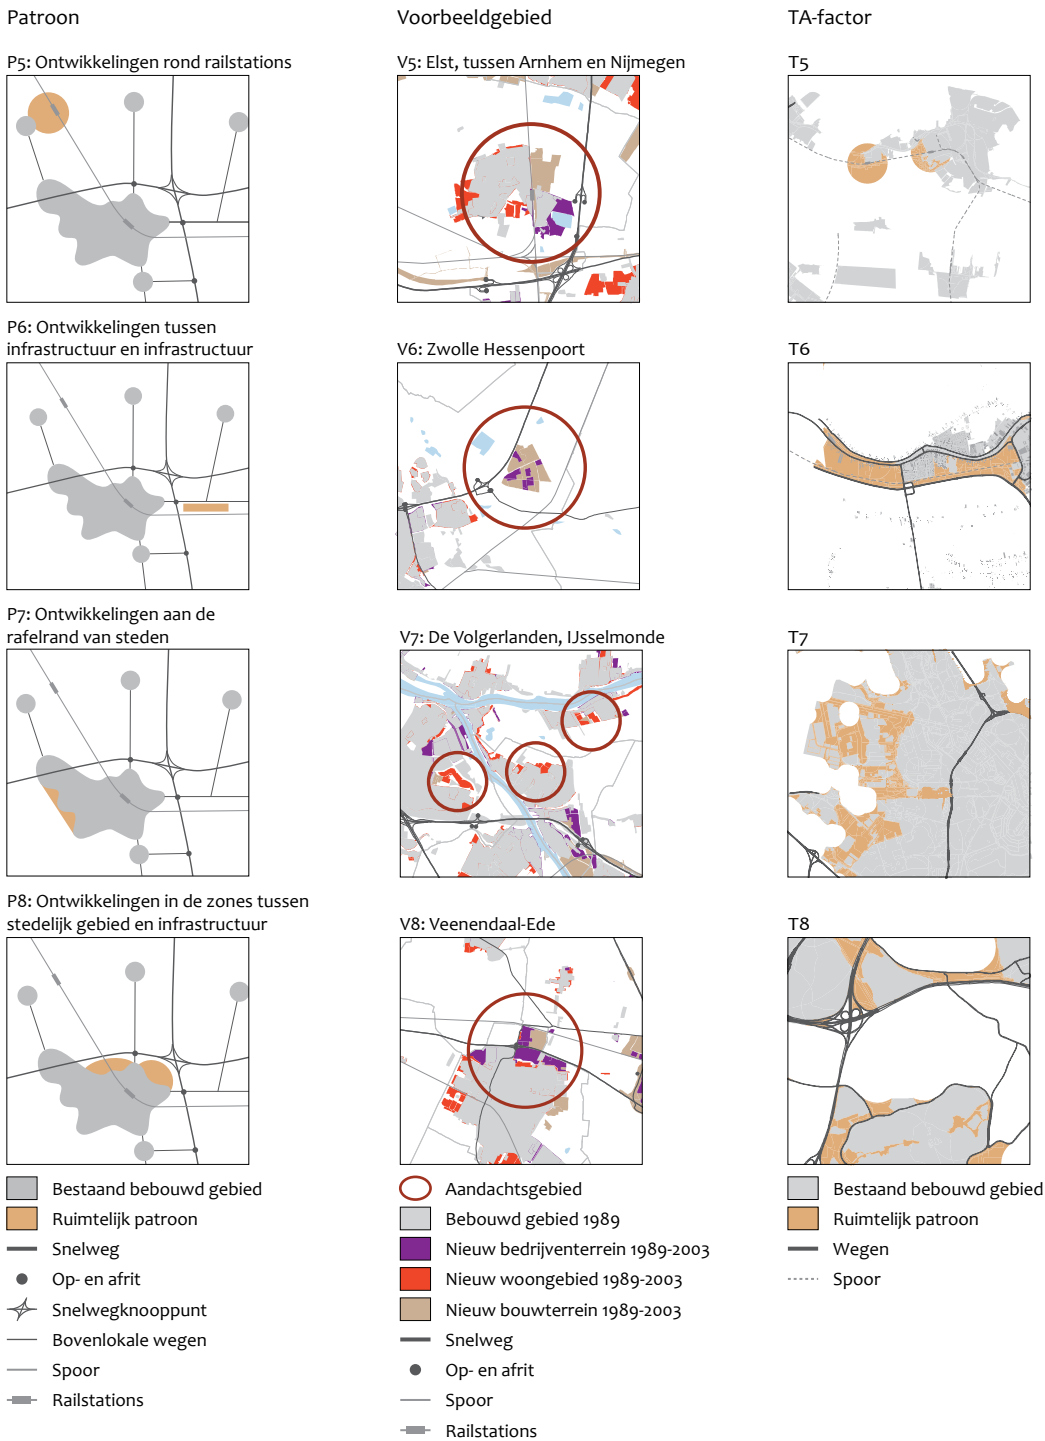 Patroon
Voorbeeldgebied
TA-factor
P5: Ontwikkelingen rond railstations
V5: Elst, tussen Arnhem en Nijmegen
T5
P6: Ontwikkelingen tussen
infrastructuur en infrastructuur
V6: Zwolle Hessenpoort
T6
P7: Ontwikkelingen aan de
rafelrand van steden
V7: De Volgerlanden, IJsselmonde
T7
P8: Ontwikkelingen in de zones tussen
stedelijk gebied en infrastructuur
V8: Veenendaal-Ede
T8
Bestaand bebouwd gebied
Ruimtelijk patroon
Snelweg
Op- en afrit
Snelwegknooppunt
Bovenlokale wegen
Spoor
Railstations
Aandachtsgebied
Bebouwd gebied 1989
Nieuw bedrijventerrein 1989-2003
Nieuw woongebied 1989-2003
Nieuw bouwterrein 1989-2003
Snelweg
Op- en afrit
Spoor
Railstations
Bestaand bebouwd gebied
Ruimtelijk patroon
Wegen
Spoor